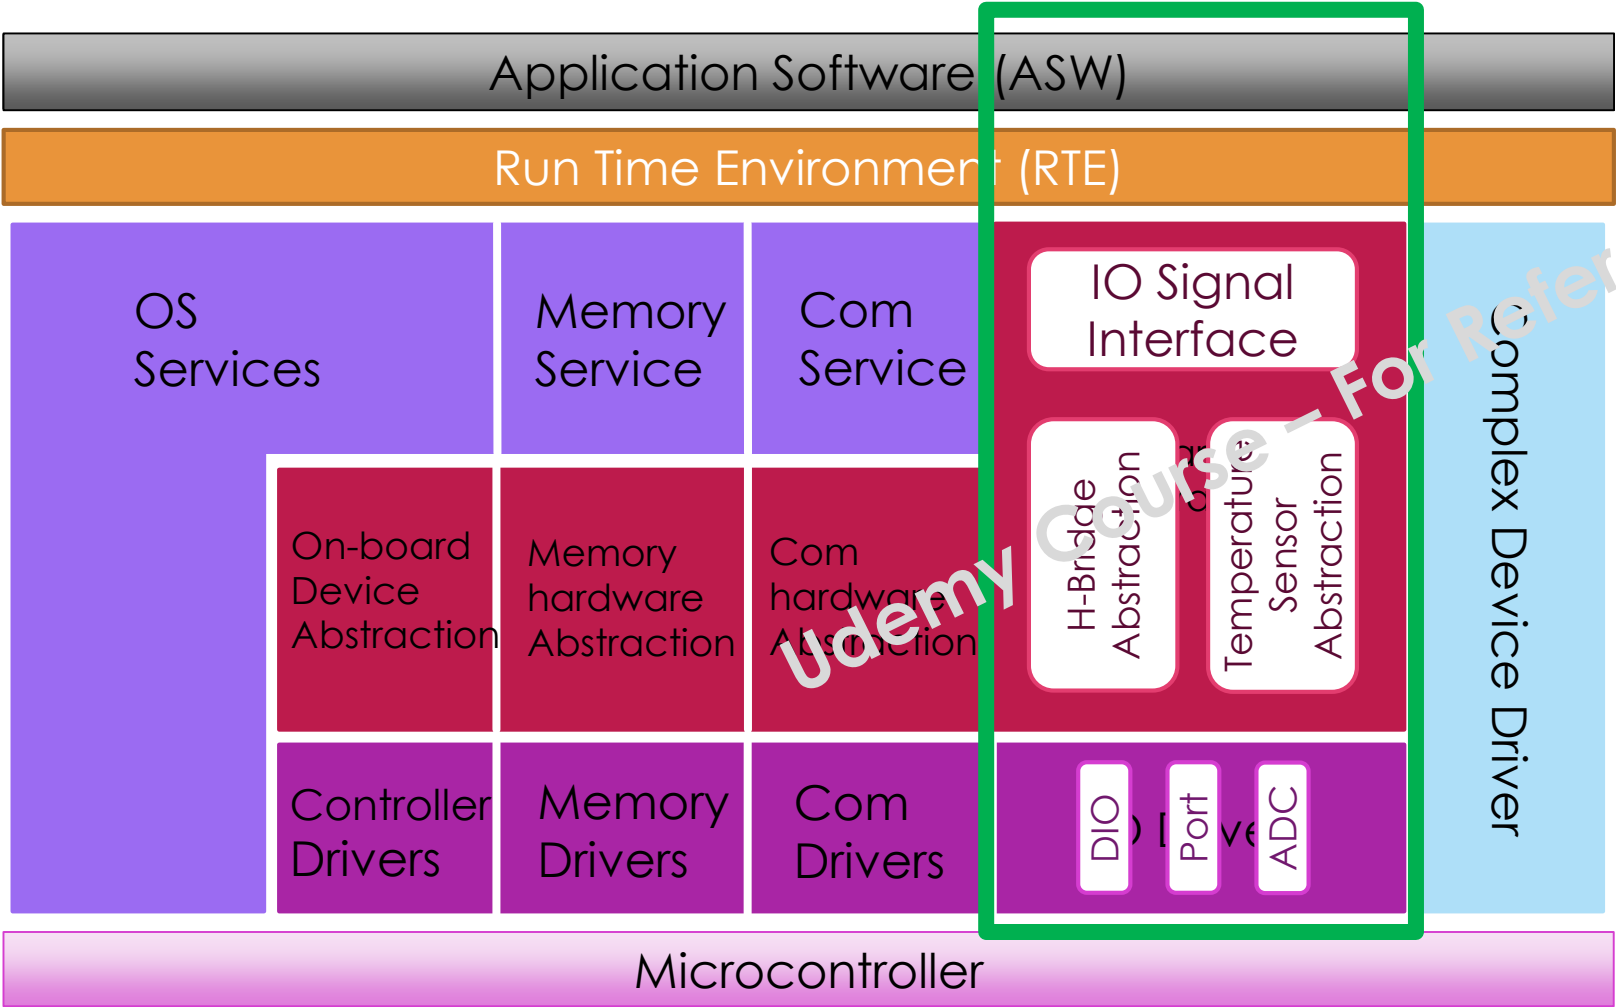 Application Software (ASW)
Run Time Environment (RTE)
OS
Services
Memory
Service
Com
Service
IO Signal
Interface
Complex Device Driver
On-board
Device
Abstraction
Memory
hardware
Abstraction
Com
hardware
Abstraction
H-Bridge
Abstraction
Temperature
Sensor
Abstraction
Controller
Drivers
Memory
Drivers
Com
Drivers
DIO
Port
ADC
Microcontroller
Udemy Course – For